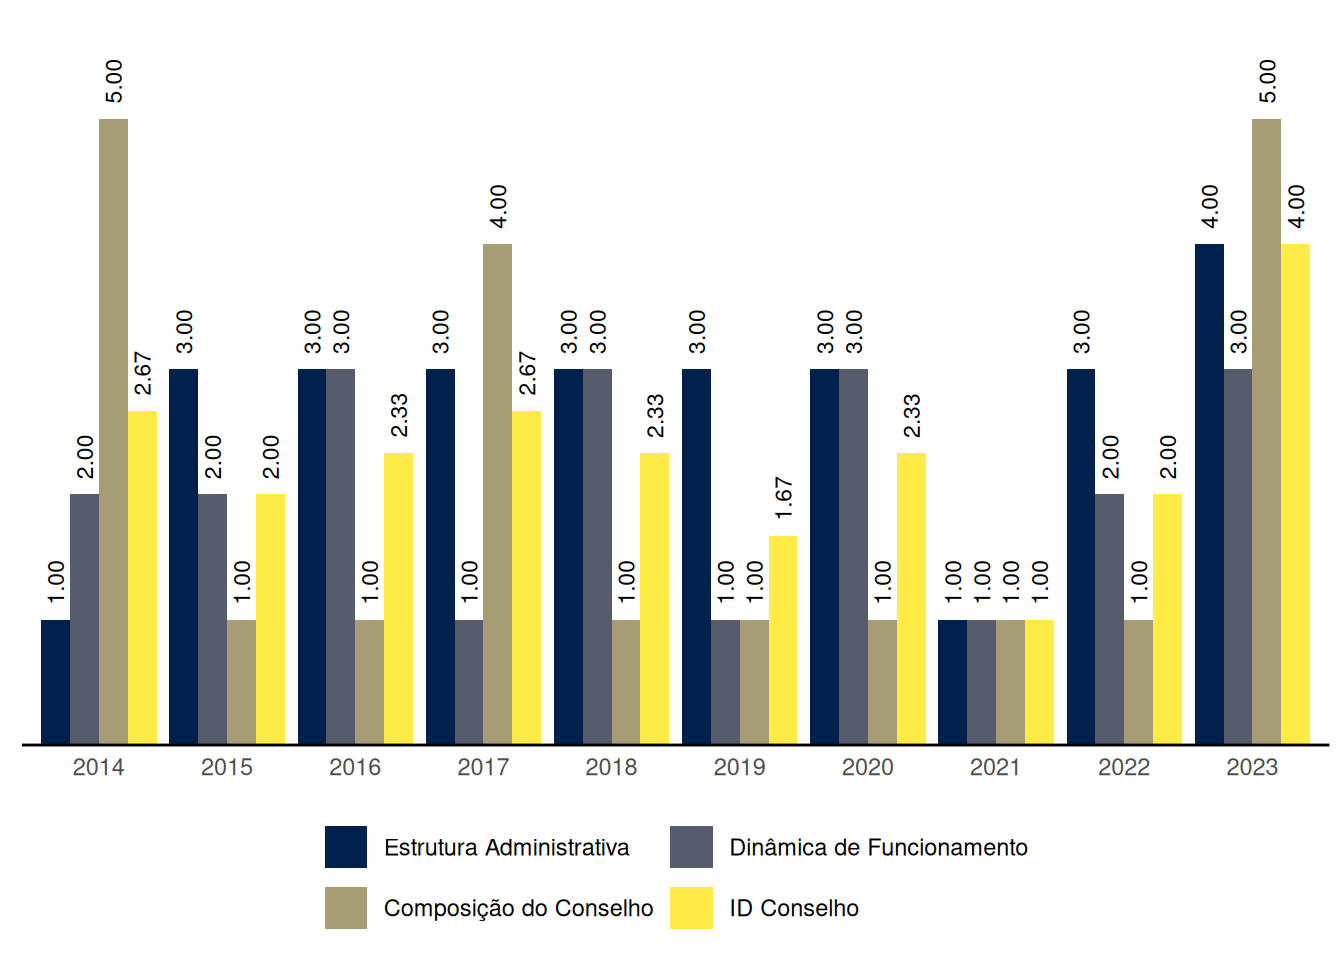 1.00 2.00 5.00 2.67
3.00 2.00 1.00 2.00
3.00 3.00 1.00 2.33
3.00 1.00 4.00 2.67
3.00 3.00 1.00 2.33
3.00 1.00 1.00 1.67
3.00 3.00 1.00 2.33
1.00 1.00 1.00 1.00
3.00 2.00 1.00 2.00
4.00 3.00 5.00 4.00
2014 2015 2016 2017 2018 2019 2020 2021 2022 2023
Estrutura Administrativa Dinâmica de Funcionamento
Composição do Conselho ID Conselho